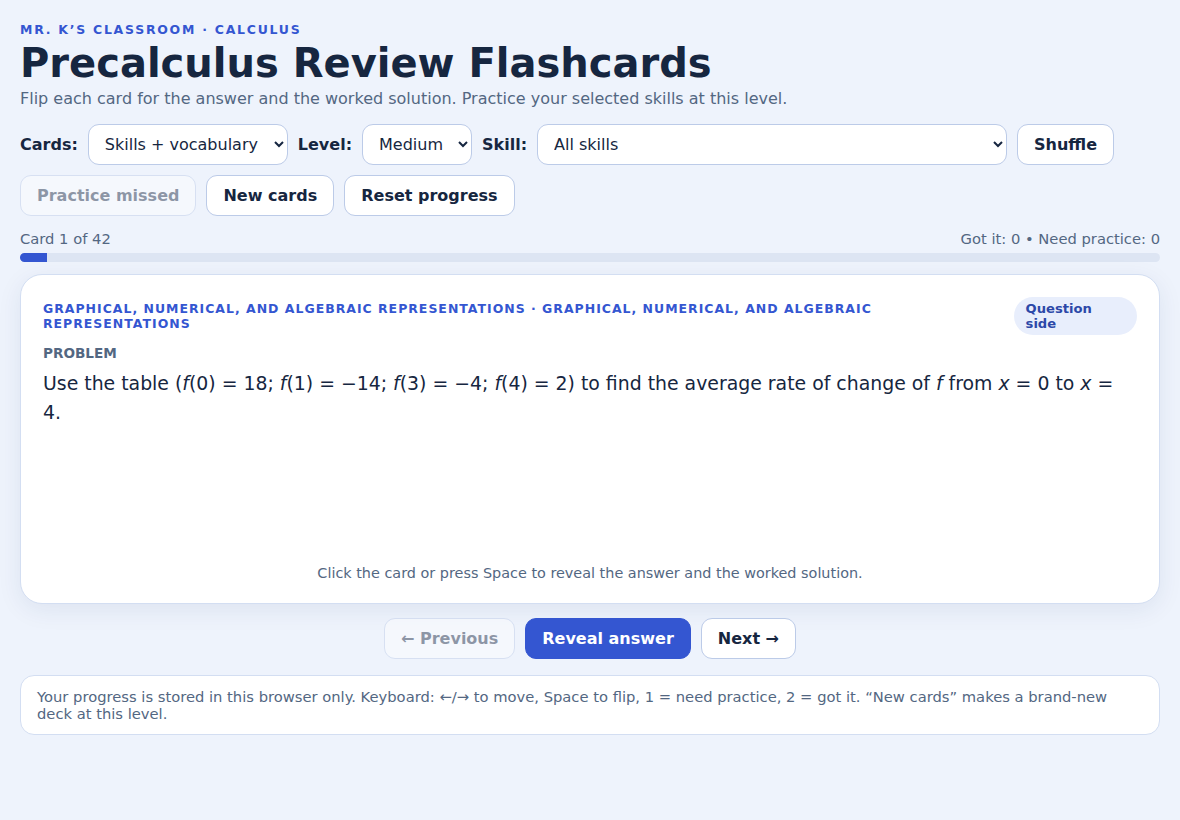 MR. K’S CLASSROOM · CALCULUS
Precalculus Review Flashcards
Flip each card for the answer and the worked solution. Practice your selected skills at this level.
Cards: Skills + vocabulary Level: Medium Skill: All skills Shuffle
Practice missed New cards Reset progress
Card 1 of 42 Got it: 0 • Need practice: 0
GRAPHICAL, NUMERICAL, AND ALGEBRAIC REPRESENTATIONS · GRAPHICAL, NUMERICAL, AND ALGEBRAIC
REPRESENTATIONS
Question
side
PROBLEM
Use the table (f(0) = 18; f(1) = −14; f(3) = −4; f(4) = 2) to find the average rate of change of f from x = 0 to x =
4.
Click the card or press Space to reveal the answer and the worked solution.
← Previous Reveal answer Next →
Your progress is stored in this browser only. Keyboard: ←/→ to move, Space to flip, 1 = need practice, 2 = got it. “New cards” makes a brand-new
deck at this level.